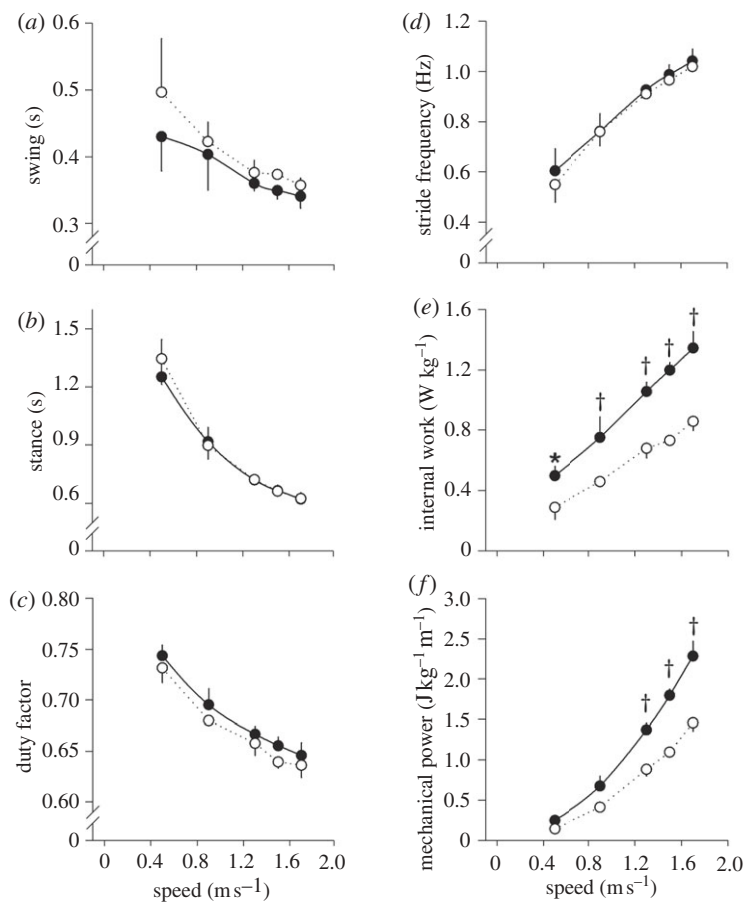 (a)
0.6
0.5
0.4
0.3
0
swing (s)
(b)
1.5
1.2
0.9
0.6
0
stance (s)
(c)
0.80
0.75
0.70
0.65
0.60
0
duty factor
0 0.4 0.8 1.2 1.6 2.0
speed (m s⁻¹)
(d)
1.2
1.0
0.8
0.6
0.4
0
stride frequency (Hz)
(e)
1.6
1.2
0.8
0.4
0
internal work (W kg⁻¹)
* † † † †
(f)
3.0
2.5
2.0
1.5
1.0
0.5
0
mechanical power (J kg⁻¹ m⁻¹)
† † †
0 0.4 0.8 1.2 1.6 2.0
speed (m s⁻¹)